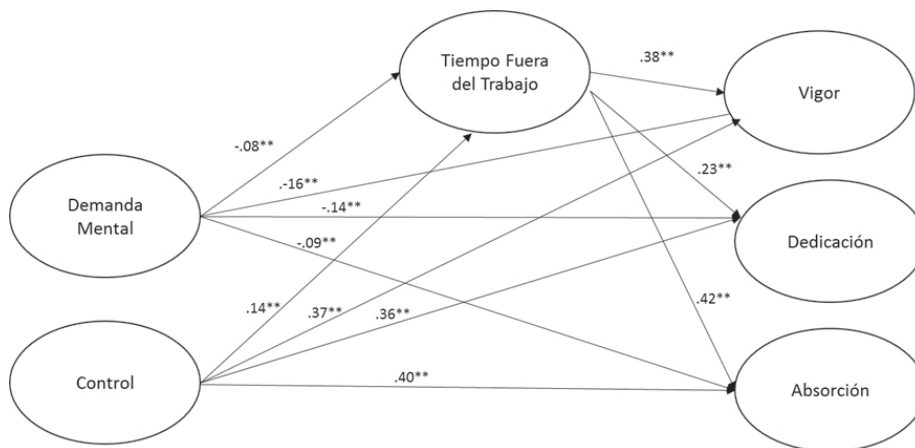 Tiempo Fuera
del Trabajo
.38**
Vigor
-.08**
.23**
.-16**
Demanda
Mental
-.14**
Dedicación
-.09**
.42**
.14**
.37**
.36**
Control
.40**
Absorción